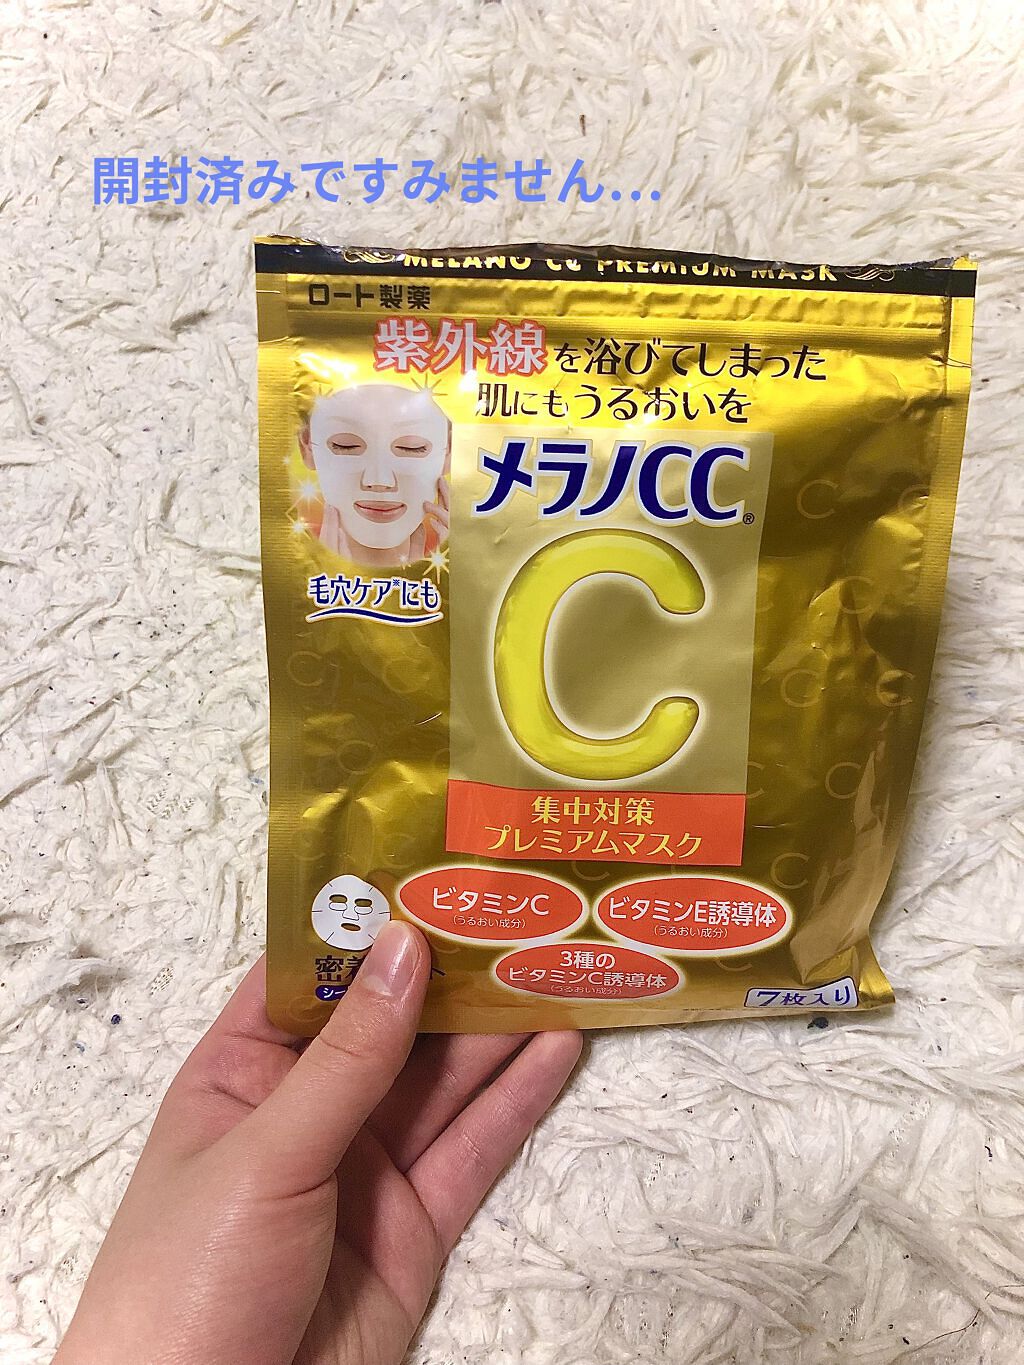 開封済みですみません...
MELANO CC PREMIUM MASK
ロート製薬
紫外線を浴びてしまった
肌にもうるおいを
メラノCC®
毛穴ケア※にも
C
集中対策
プレミアムマスク
ビタミンC
(うるおい成分)
ビタミンE誘導体
(うるおい成分)
3種の
ビタミンC誘導体
(うるおい成分)
密着
シー
7枚入り